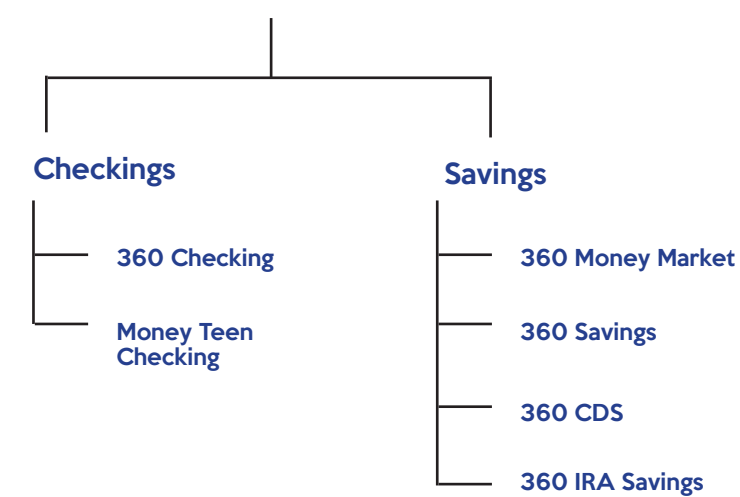 Checkings
360 Checking
Money Teen
Checking
Savings
360 Money Market
360 Savings
360 CDS
360 IRA Savings